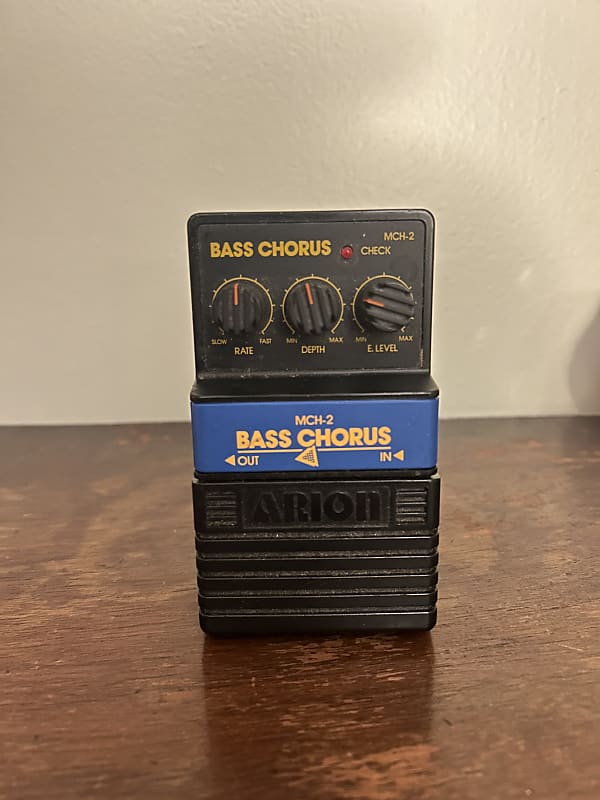 MCH-2
BASS CHORUS CHECK
SLOW FAST MIN MAX MIN MAX
RATE DEPTH E. LEVEL
MCH-2
BASS CHORUS
OUT IN
ARION